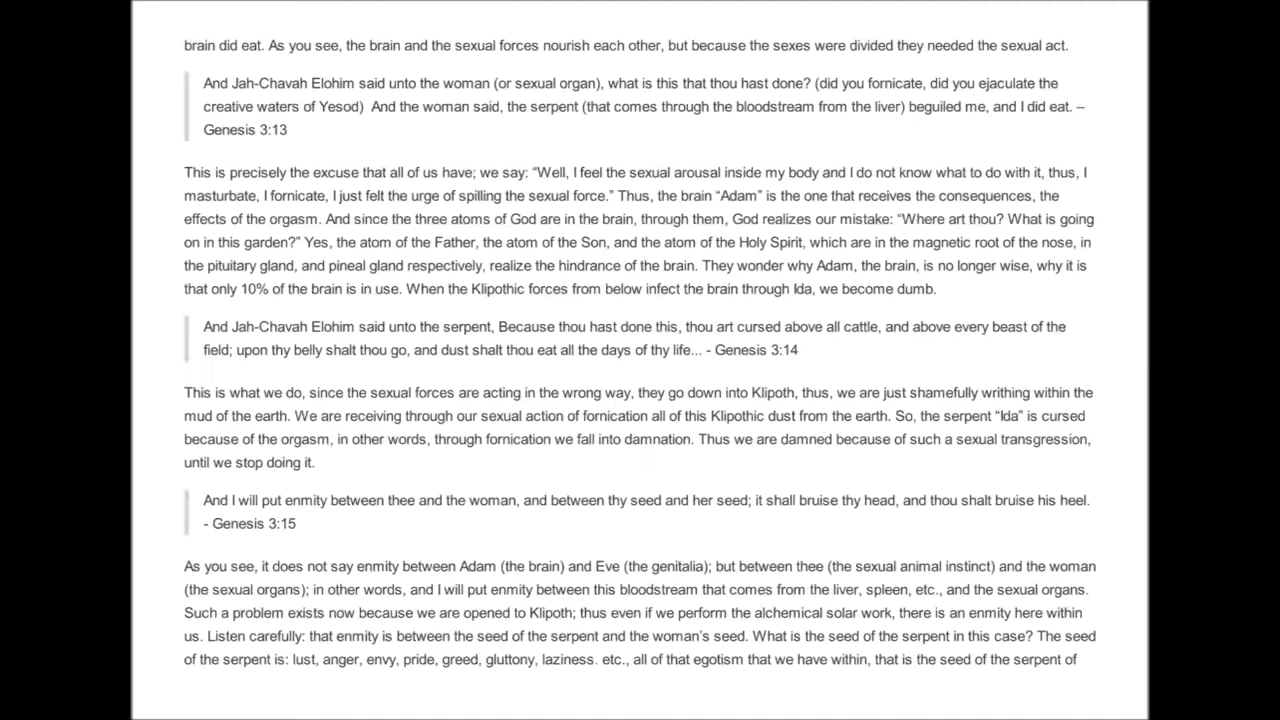 brain did eat. As you see, the brain and the sexual forces nourish each other, but because the sexes were divided they needed the sexual act.
And Jah-Chavah Elohim said unto the woman (or sexual organ), what is this that thou hast done? (did you fornicate, did you ejaculate the
creative waters of Yesod)  And the woman said, the serpent (that comes through the bloodstream from the liver) beguiled me, and I did eat. –
Genesis 3:13
This is precisely the excuse that all of us have; we say: “Well, I feel the sexual arousal inside my body and I do not know what to do with it, thus, I
masturbate, I fornicate, I just felt the urge of spilling the sexual force.” Thus, the brain “Adam” is the one that receives the consequences, the
effects of the orgasm. And since the three atoms of God are in the brain, through them, God realizes our mistake: “Where art thou? What is going
on in this garden?” Yes, the atom of the Father, the atom of the Son, and the atom of the Holy Spirit, which are in the magnetic root of the nose, in
the pituitary gland, and pineal gland respectively, realize the hindrance of the brain. They wonder why Adam, the brain, is no longer wise, why it is
that only 10% of the brain is in use. When the Klipothic forces from below infect the brain through Ida, we become dumb.
And Jah-Chavah Elohim said unto the serpent, Because thou hast done this, thou art cursed above all cattle, and above every beast of the
field; upon thy belly shalt thou go, and dust shalt thou eat all the days of thy life... - Genesis 3:14
This is what we do, since the sexual forces are acting in the wrong way, they go down into Klipoth, thus, we are just shamefully writhing within the
mud of the earth. We are receiving through our sexual action of fornication all of this Klipothic dust from the earth. So, the serpent “Ida” is cursed
because of the orgasm, in other words, through fornication we fall into damnation. Thus we are damned because of such a sexual transgression,
until we stop doing it.
And I will put enmity between thee and the woman, and between thy seed and her seed; it shall bruise thy head, and thou shalt bruise his heel.
- Genesis 3:15
As you see, it does not say enmity between Adam (the brain) and Eve (the genitalia); but between thee (the sexual animal instinct) and the woman
(the sexual organs); in other words, and I will put enmity between this bloodstream that comes from the liver, spleen, etc., and the sexual organs.
Such a problem exists now because we are opened to Klipoth; thus even if we perform the alchemical solar work, there is an enmity here within
us. Listen carefully: that enmity is between the seed of the serpent and the woman’s seed. What is the seed of the serpent in this case? The seed
of the serpent is: lust, anger, envy, pride, greed, gluttony, laziness. etc., all of that egotism that we have within, that is the seed of the serpent of